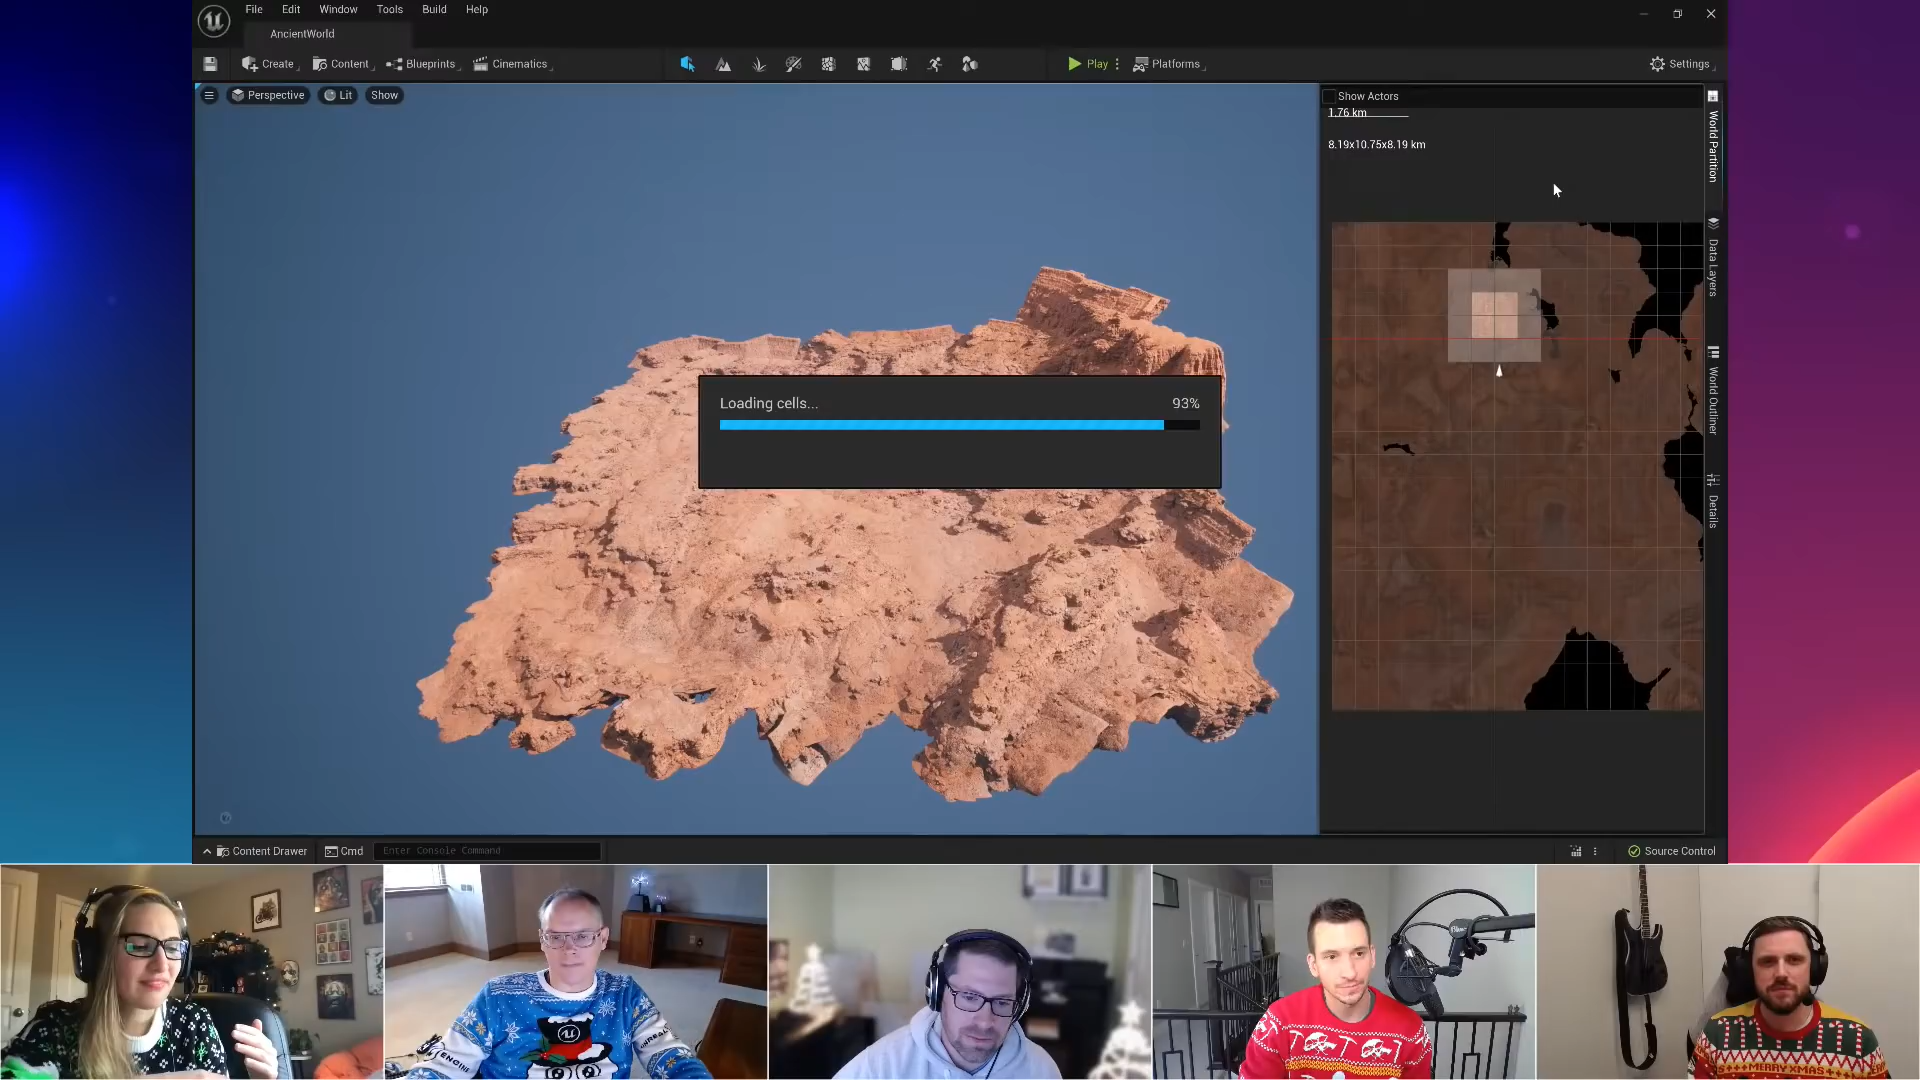 File Edit Window Tools Build Help
AncientWorld
Create Content Blueprints Cinematics Play Platforms Settings
Perspective Lit Show
Show Actors
1.76 km
8.19x10.75x8.19 km
World Partition
Data Layers
World Outliner
Details
Loading cells... 93%
Content Drawer Cmd Enter Console Command Source Control
ENGINE
UNREAL
MERRY XMAS